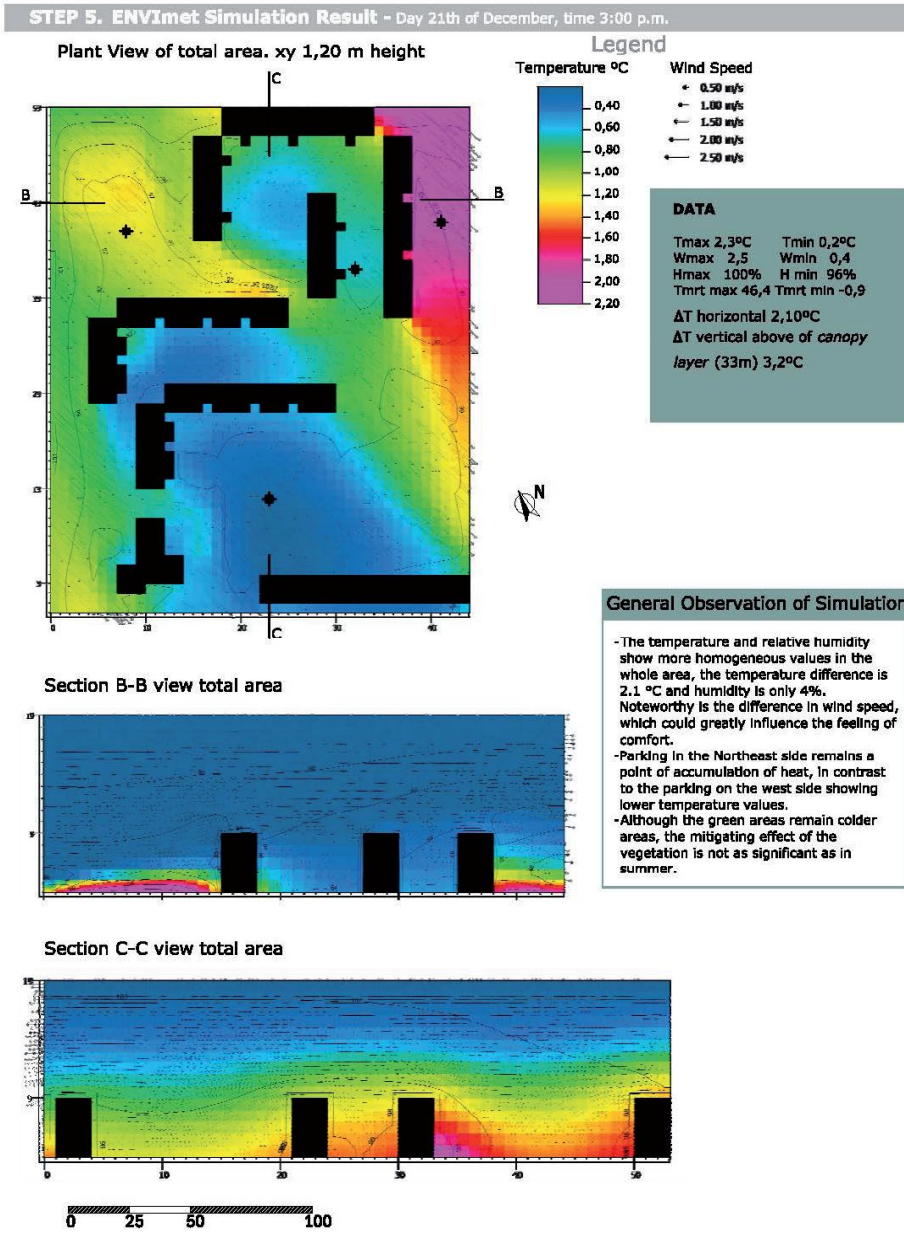 STEP 5. ENVImet Simulation Result - Day 21th of December, time 3:00 p.m.
Plant View of total area. xy 1,20 m height
Legend
Temperature ºC
Wind Speed
0,40
0,60
0,80
1,00
1,20
1,40
1,60
1,80
2,00
2,20
0.50 m/s
1.00 m/s
1.50 m/s
2.00 m/s
2.50 m/s
C
B
B
C
0
10
20
30
40
N
DATA
Tmax 2,3ºC Tmin 0,2ºC
Wmax 2,5 Wmin 0,4
Hmax 100% H min 96%
Tmrt max 46,4 Tmrt min -0,9
ΔT horizontal 2,10ºC
ΔT vertical above of canopy
layer (33m) 3,2ºC
General Observation of Simulation
-The temperature and relative humidity
show more homogeneous values in the
whole area, the temperature difference is
2.1 ºC and humidity is only 4%.
Noteworthy is the difference in wind speed,
which could greatly influence the feeling of
comfort.
-Parking in the Northeast side remains a
point of accumulation of heat, in contrast
to the parking on the west side showing
lower temperature values.
-Although the green areas remain colder
areas, the mitigating effect of the
vegetation is not as significant as in
summer.
Section B-B view total area
0
10
20
30
40
Section C-C view total area
0
10
20
30
40
50
0 25 50 100